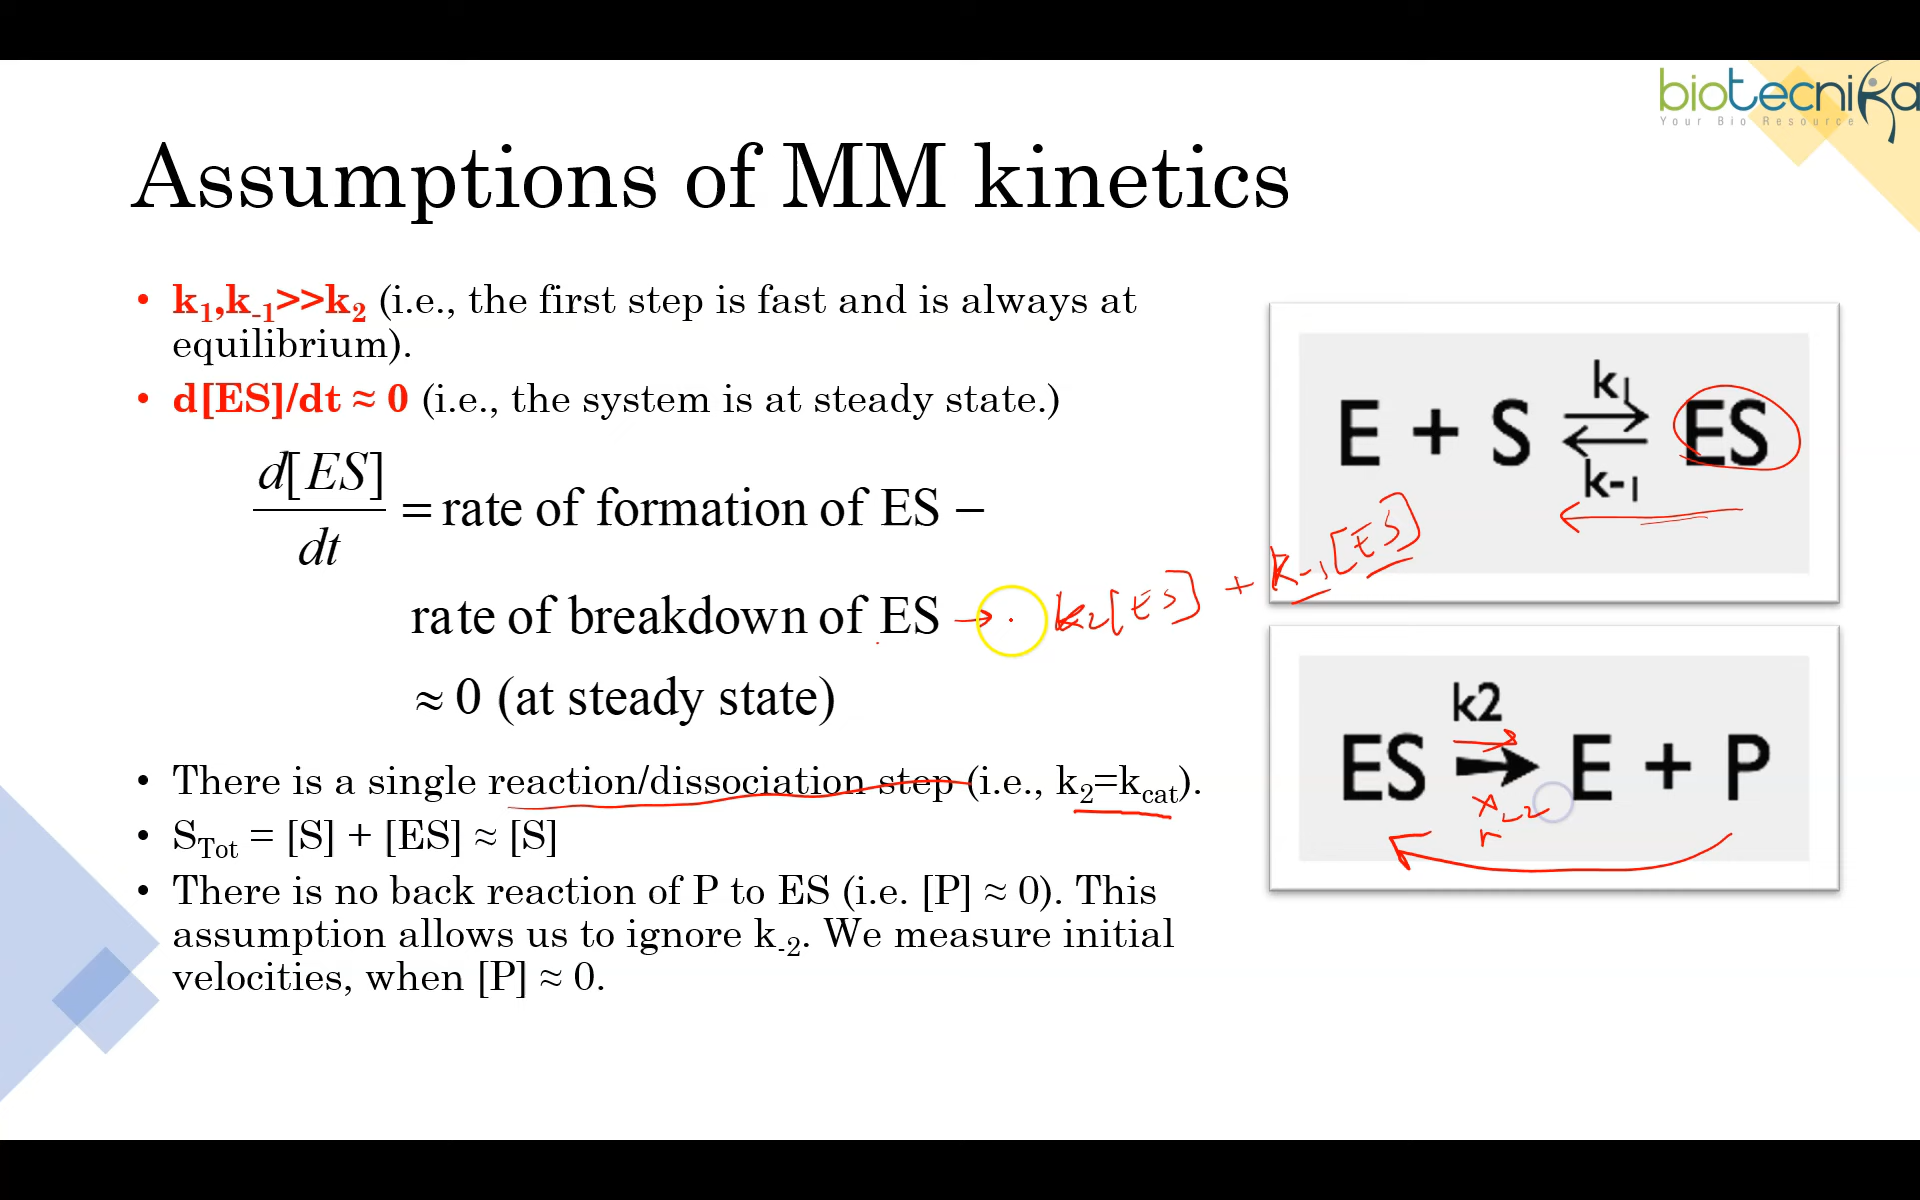 biotecnika
Your Bio Resource
Assumptions of MM kinetics
• k₁,k₋₁>>k₂ (i.e., the first step is fast and is always at
equilibrium).
• d[ES]/dt ≈ 0 (i.e., the system is at steady state.)
d[ES]
dt
= rate of formation of ES –
rate of breakdown of ES → k₂[ES] + k₋₁[ES]
≈ 0 (at steady state)
• There is a single reaction/dissociation step (i.e., k₂=k_cat).
• S_Tot = [S] + [ES] ≈ [S]
• There is no back reaction of P to ES (i.e. [P] ≈ 0). This
assumption allows us to ignore k₋₂. We measure initial
velocities, when [P] ≈ 0.
k₁
E + S ⇌ ES
k-₁
k2
ES → E + P